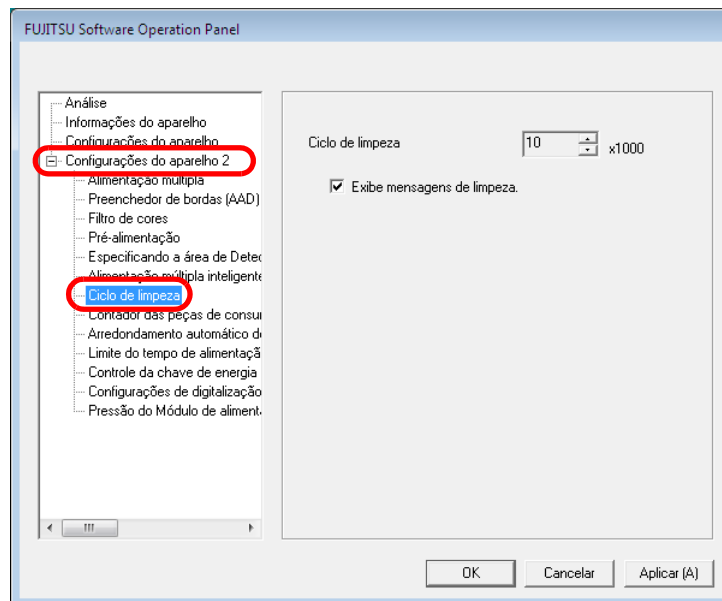 FUJITSU Software Operation Panel
Análise
Informações do aparelho
Configurações do aparelho
Configurações do aparelho 2
Alimentação múltipla
Preenchedor de bordas (AAD)
Filtro de cores
Pré-alimentação
Especificando a área de Detec
Alimentação múltipla inteligente
Ciclo de limpeza
Contador das peças de consu
Arredondamento automático d
Limite do tempo de alimentaçã
Controle da chave de energia
Configurações de digitalização
Pressão do Módulo de aliment
Ciclo de limpeza 10 x1000
Exibe mensagens de limpeza.
OK Cancelar Aplicar (A)